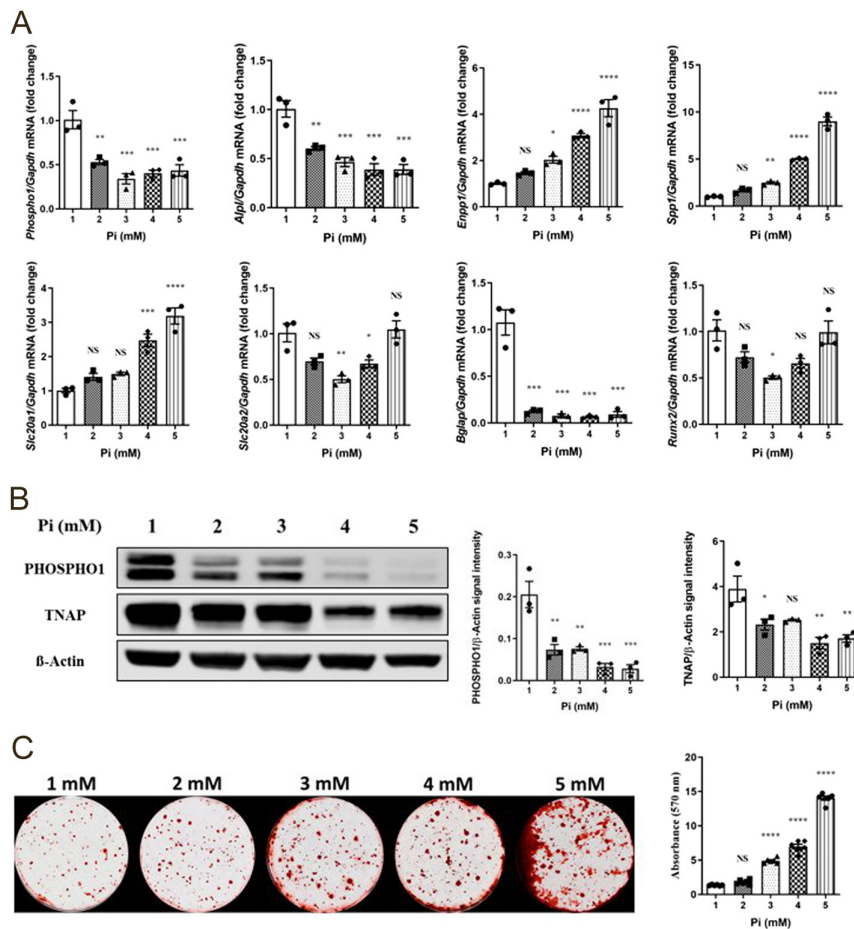 A
Phospho1/Gapdh mRNA (fold change)
1.5
1.0
0.5
0.0
**
***
***
***
1 2 3 4 5
Pi (mM)
Alpl/Gapdh mRNA (fold change)
1.5
1.0
0.5
0.0
**
***
***
***
1 2 3 4 5
Pi (mM)
Enpp1/Gapdh mRNA (fold change)
6
4
2
0
NS
*
****
****
1 2 3 4 5
Pi (mM)
Spp1/Gapdh mRNA (fold change)
15
10
5
0
NS
**
****
****
1 2 3 4 5
Pi (mM)
Slc20a1/Gapdh mRNA (fold change)
5
4
3
2
1
0
NS
NS
***
****
1 2 3 4 5
Pi (mM)
Slc20a2/Gapdh mRNA (fold change)
1.5
1.0
0.5
0.0
NS
**
*
NS
1 2 3 4 5
Pi (mM)
Bglap/Gapdh mRNA (fold change)
1.5
1.0
0.5
0.0
***
***
***
***
1 2 3 4 5
Pi (mM)
Runx2/Gapdh mRNA (fold change)
1.5
1.0
0.5
0.0
NS
*
NS
NS
1 2 3 4 5
Pi (mM)
B
Pi (mM) 1 2 3 4 5
PHOSPHO1
TNAP
ß-Actin
PHOSPHO1/β-Actin signal intensity
0.3
0.2
0.1
0.0
**
**
***
***
1 2 3 4 5
Pi (mM)
TNAP/β-Actin signal intensity
6
4
2
0
*
NS
**
**
1 2 3 4 5
Pi (mM)
C
1 mM 2 mM 3 mM 4 mM 5 mM
Absorbance (570 nm)
20
15
10
5
0
NS
****
****
****
1 2 3 4 5
Pi (mM)